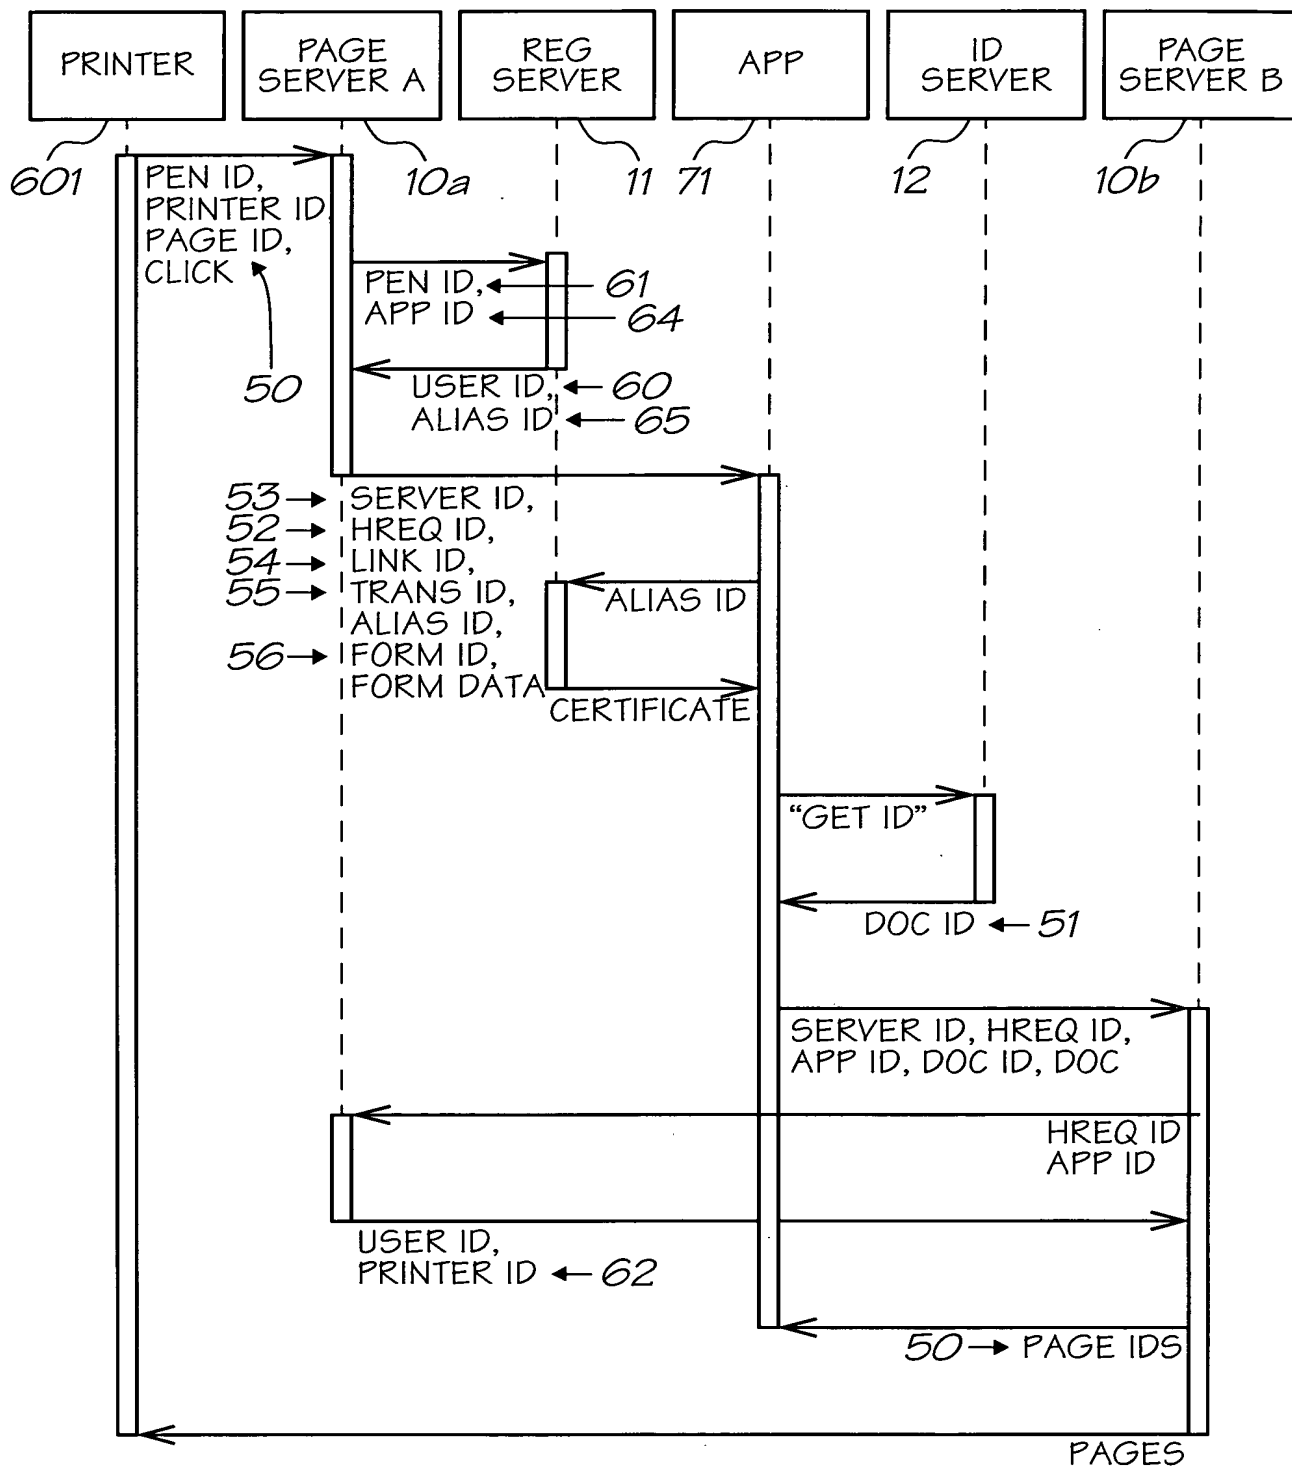 PRINTER
PAGE
SERVER A
REG
SERVER
APP
ID
SERVER
PAGE
SERVER B
601
10a
11
71
12
10b
PEN ID,
PRINTER ID
PAGE ID,
CLICK
50
PEN ID,
61
APP ID
64
USER ID,
60
ALIAS ID
65
53
SERVER ID,
52
HREQ ID,
54
LINK ID,
55
TRANS ID,
ALIAS ID,
56
FORM ID,
FORM DATA
ALIAS ID
CERTIFICATE
“GET ID”
DOC ID
51
SERVER ID, HREQ ID,
APP ID, DOC ID, DOC
HREQ ID
APP ID
USER ID,
PRINTER ID
62
50
PAGE IDS
PAGES